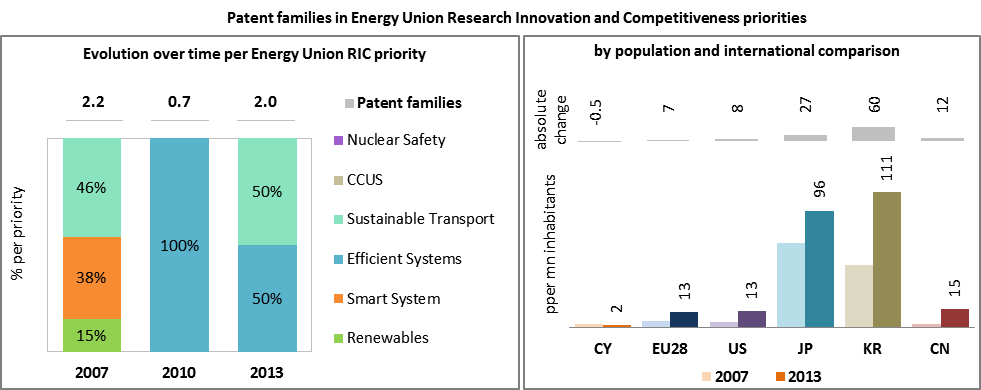 Patent families in Energy Union Research Innovation and Competitiveness priorities
Evolution over time per Energy Union RIC priority
2.2 0.7 2.0
Patent families
Nuclear Safety
CCUS
Sustainable Transport
Efficient Systems
Smart System
Renewables
% per priority
46%
38%
15%
100%
50%
50%
2007 2010 2013
by population and international comparison
absolute
change
-0.5 7 8 27 60 12
pper mn inhabitants
2 13 13 96 111 15
CY EU28 US JP KR CN
2007 2013